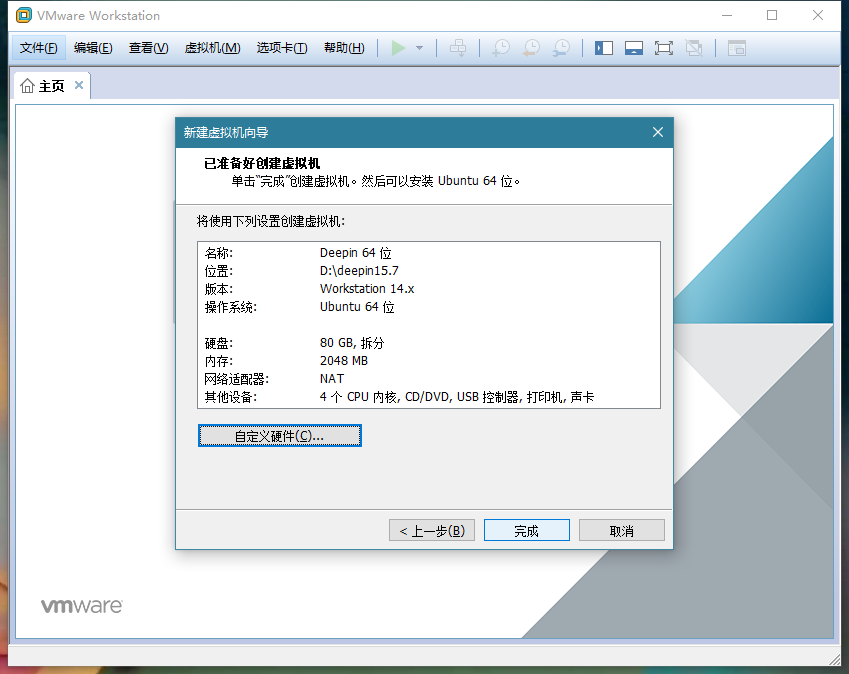 VMware Workstation
文件(F) 编辑(E) 查看(V) 虚拟机(M) 选项卡(T) 帮助(H)
主页
新建虚拟机向导
已准备好创建虚拟机
单击“完成”创建虚拟机。然后可以安装 Ubuntu 64 位。
将使用下列设置创建虚拟机:
名称: Deepin 64 位
位置: D:\deepin15.7
版本: Workstation 14.x
操作系统: Ubuntu 64 位
硬盘: 80 GB, 拆分
内存: 2048 MB
网络适配器: NAT
其他设备: 4 个 CPU 内核, CD/DVD, USB 控制器, 打印机, 声卡
自定义硬件(C)...
< 上一步(B) 完成 取消
vmware